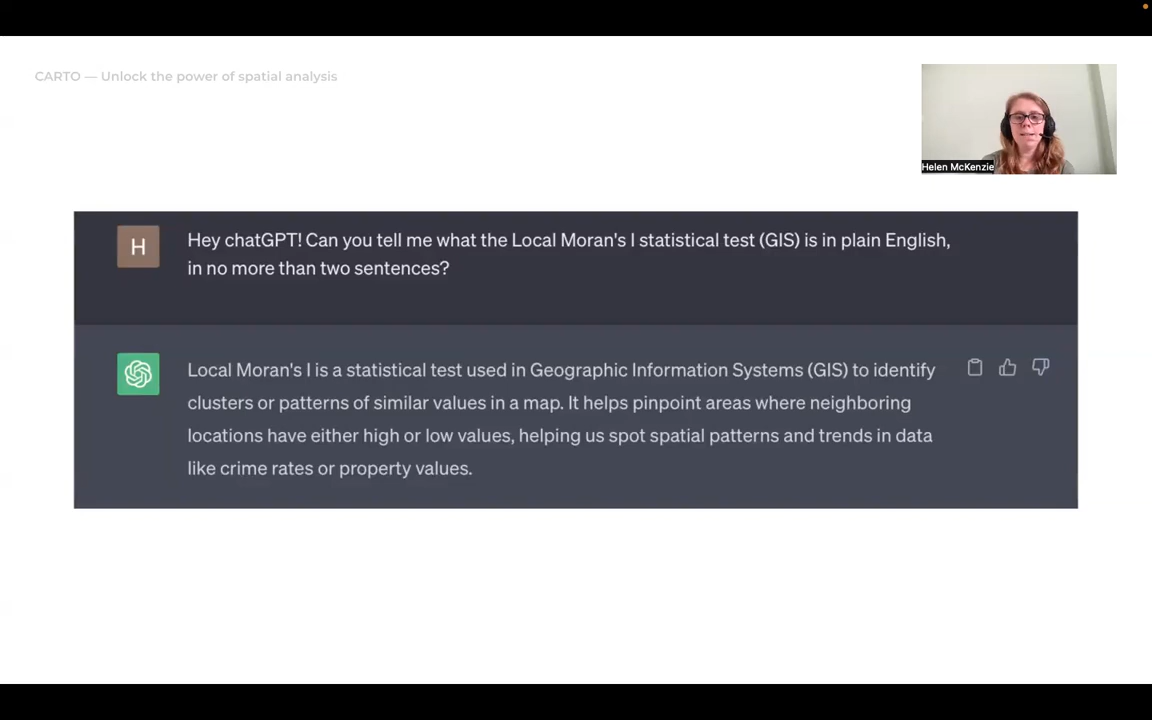 CARTO — Unlock the power of spatial analysis
Helen McKenzie
H
Hey chatGPT! Can you tell me what the Local Moran's I statistical test (GIS) is in plain English,
in no more than two sentences?
Local Moran's I is a statistical test used in Geographic Information Systems (GIS) to identify
clusters or patterns of similar values in a map. It helps pinpoint areas where neighboring
locations have either high or low values, helping us spot spatial patterns and trends in data
like crime rates or property values.